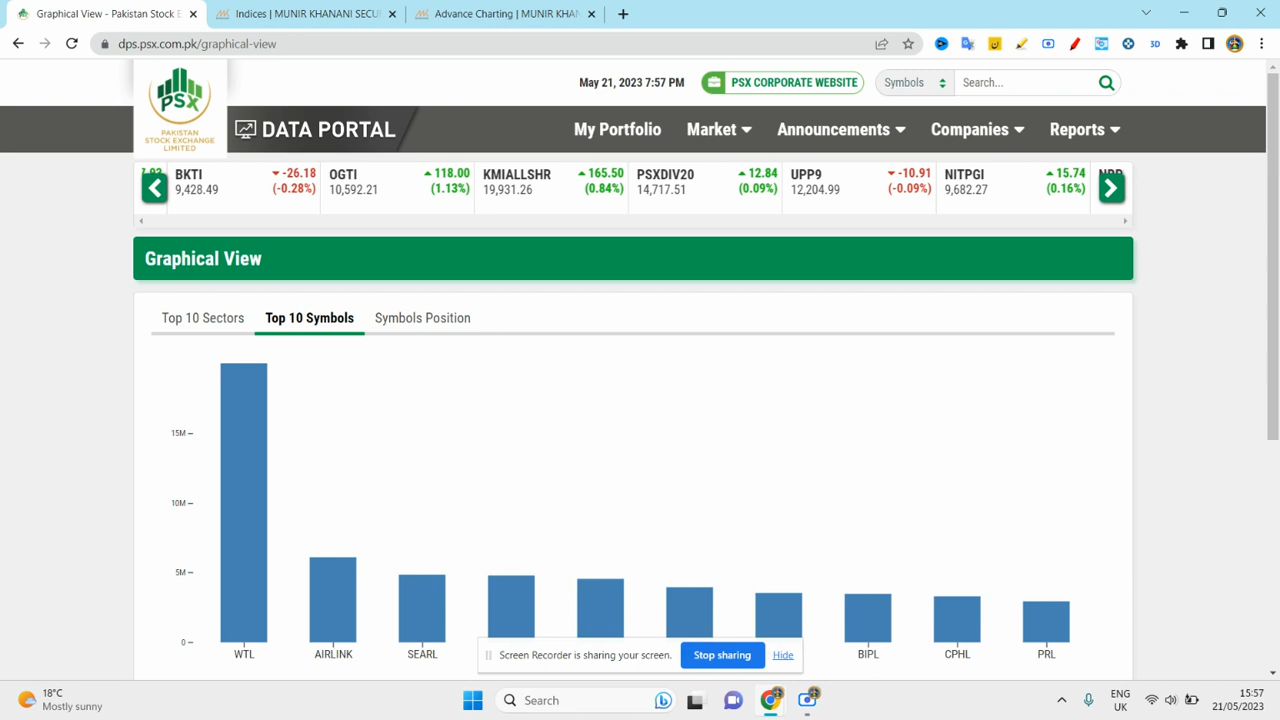 Graphical View - Pakistan Stock E
Indices | MUNIR KHANANI SECU
Advance Charting | MUNIR KHAN
dps.psx.com.pk/graphical-view
3D
PSX
PAKISTAN
STOCK EXCHANGE
LIMITED
May 21, 2023 7:57 PM
PSX CORPORATE WEBSITE
Symbols
Search...
DATA PORTAL
My Portfolio
Market
Announcements
Companies
Reports
BKTI -26.18
9,428.49 (-0.28%)
OGTI 118.00
10,592.21 (1.13%)
KMIALLSHR 165.50
19,931.26 (0.84%)
PSXDIV20 12.84
14,717.51 (0.09%)
UPP9 -10.91
12,204.99 (-0.09%)
NITPGI 15.74
9,682.27 (0.16%)
Graphical View
Top 10 Sectors Top 10 Symbols Symbols Position
15M
10M
5M
0
WTL AIRLINK SEARL BIPL CPHL PRL
Screen Recorder is sharing your screen. Stop sharing Hide
18°C
Mostly sunny
Search
ENG
UK
15:57
21/05/2023